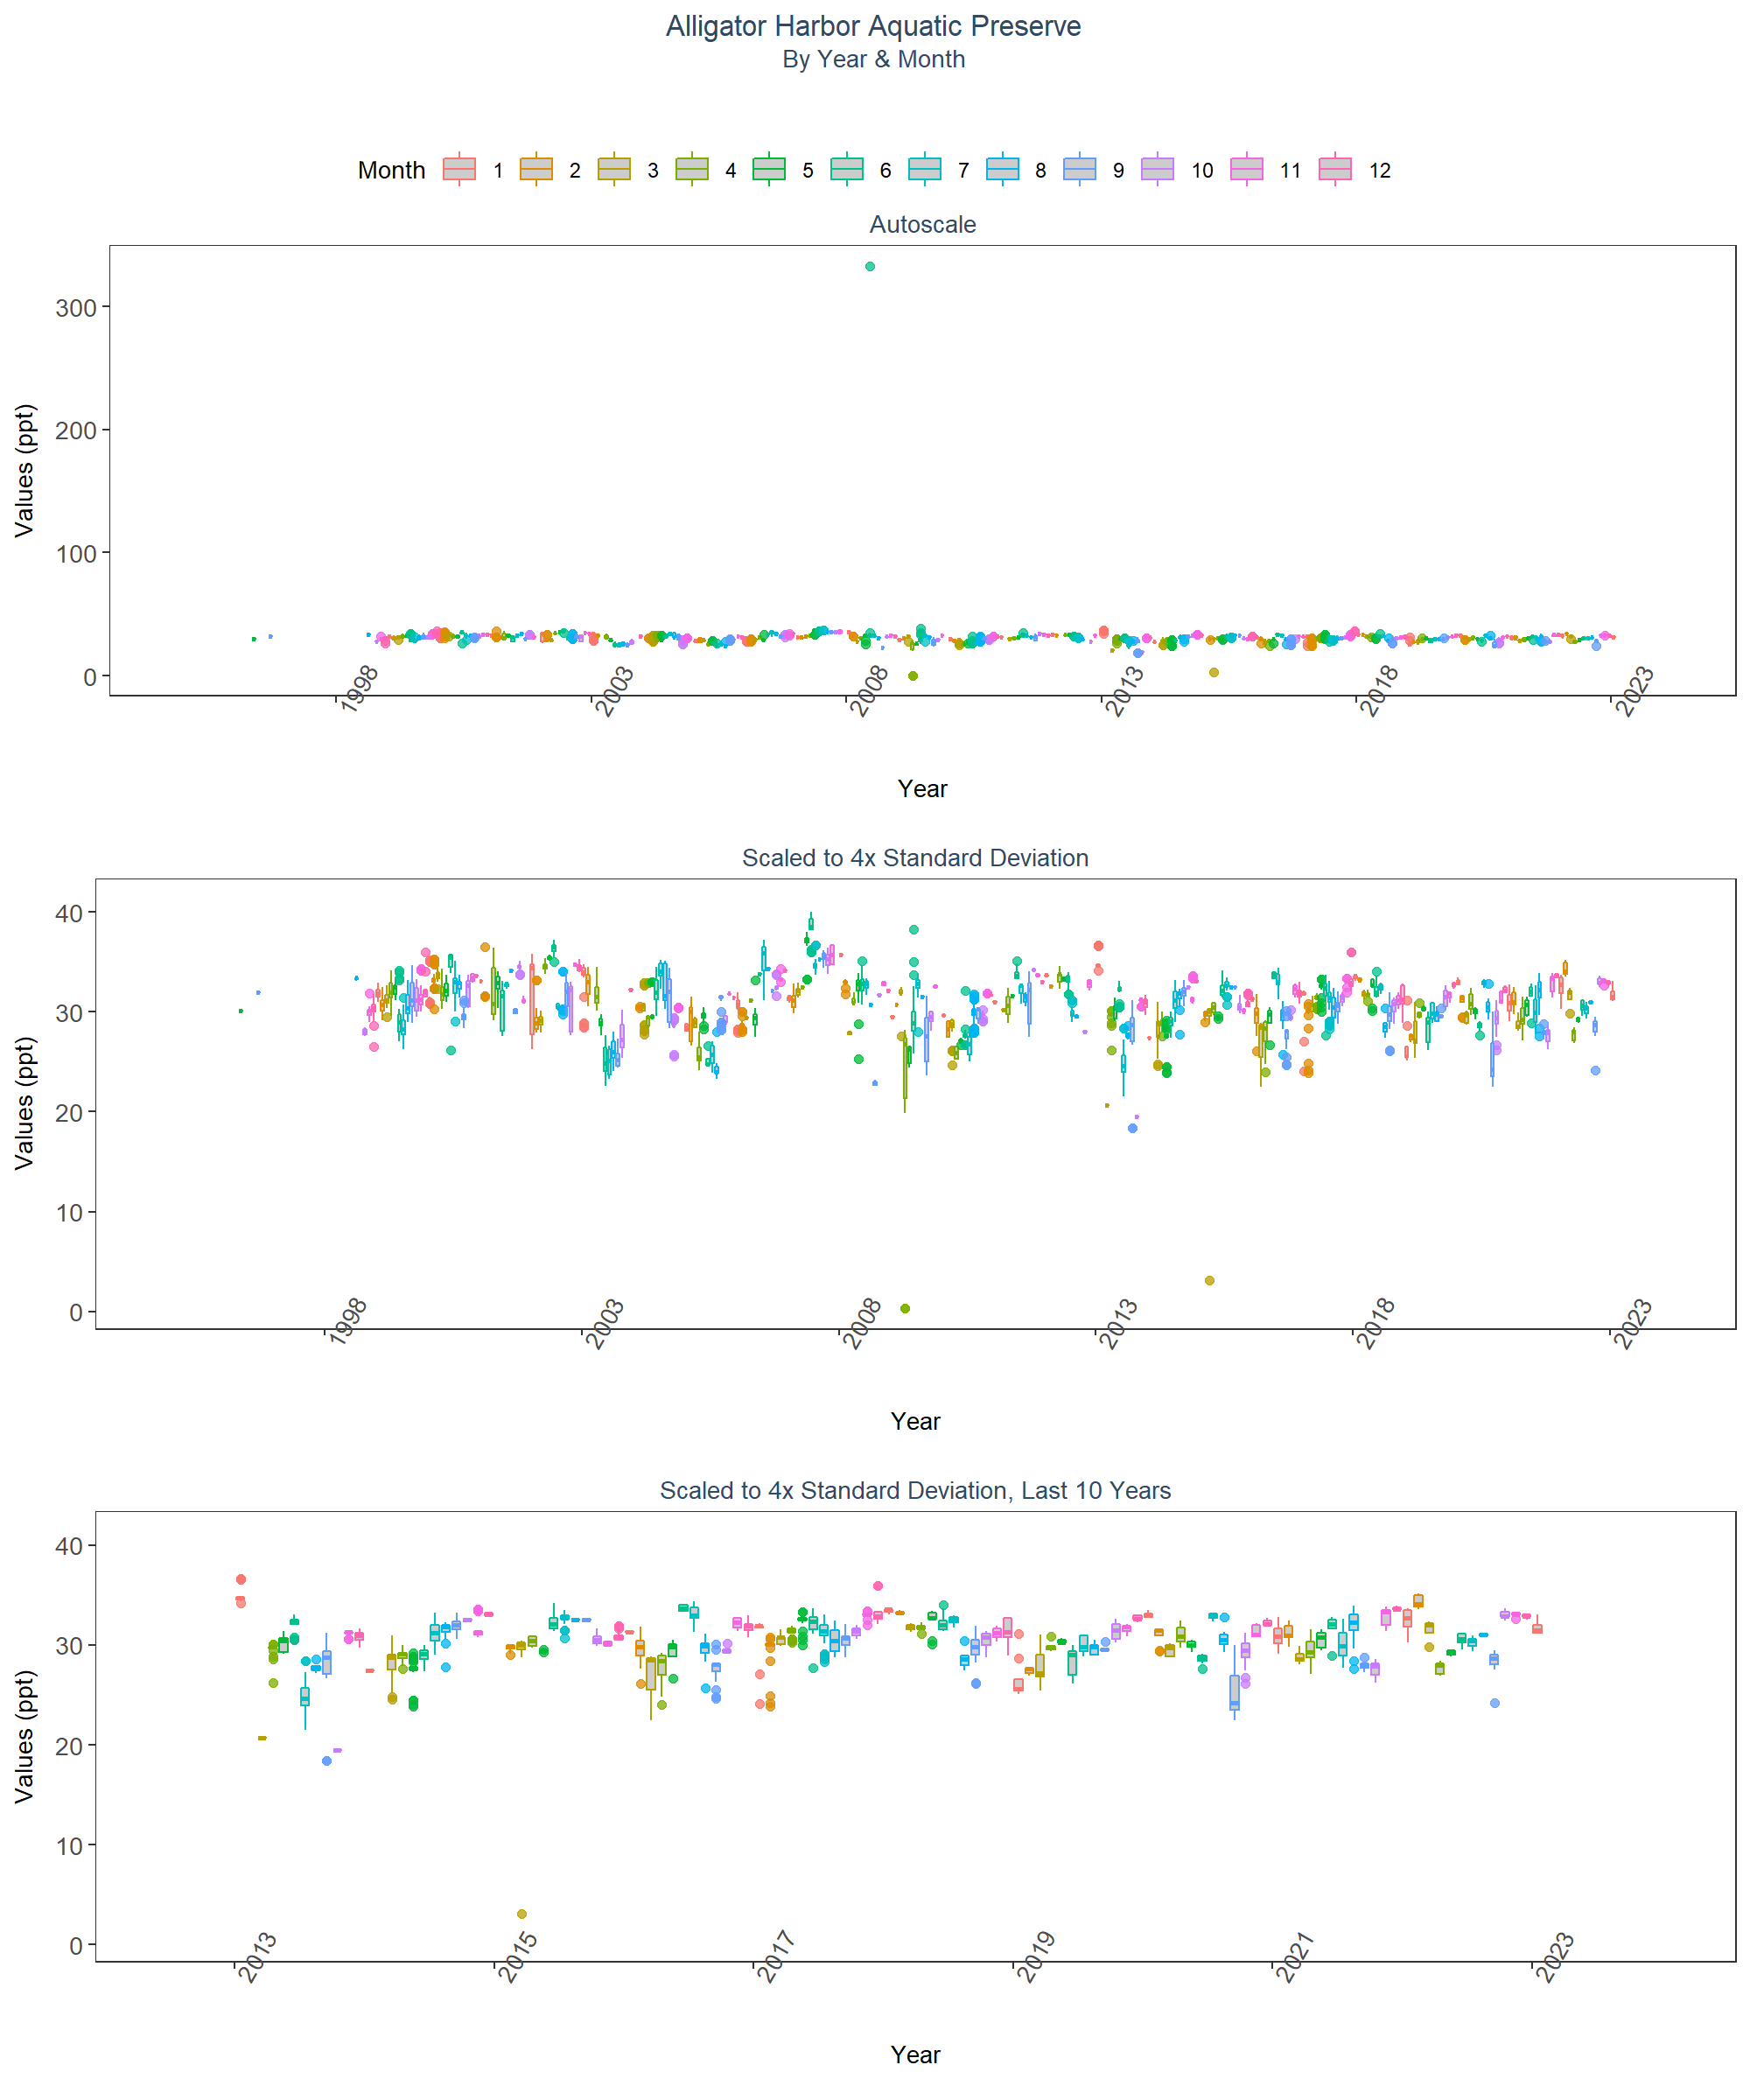 Alligator Harbor Aquatic Preserve
By Year & Month
Month 1 2 3 4 5 6 7 8 9 10 11 12
Autoscale
Values (ppt)
300
200
100
0
1998 2003 2008 2013 2018 2023
Year
Scaled to 4x Standard Deviation
Values (ppt)
40
30
20
10
0
1998 2003 2008 2013 2018 2023
Year
Scaled to 4x Standard Deviation, Last 10 Years
Values (ppt)
40
30
20
10
0
2013 2015 2017 2019 2021 2023
Year